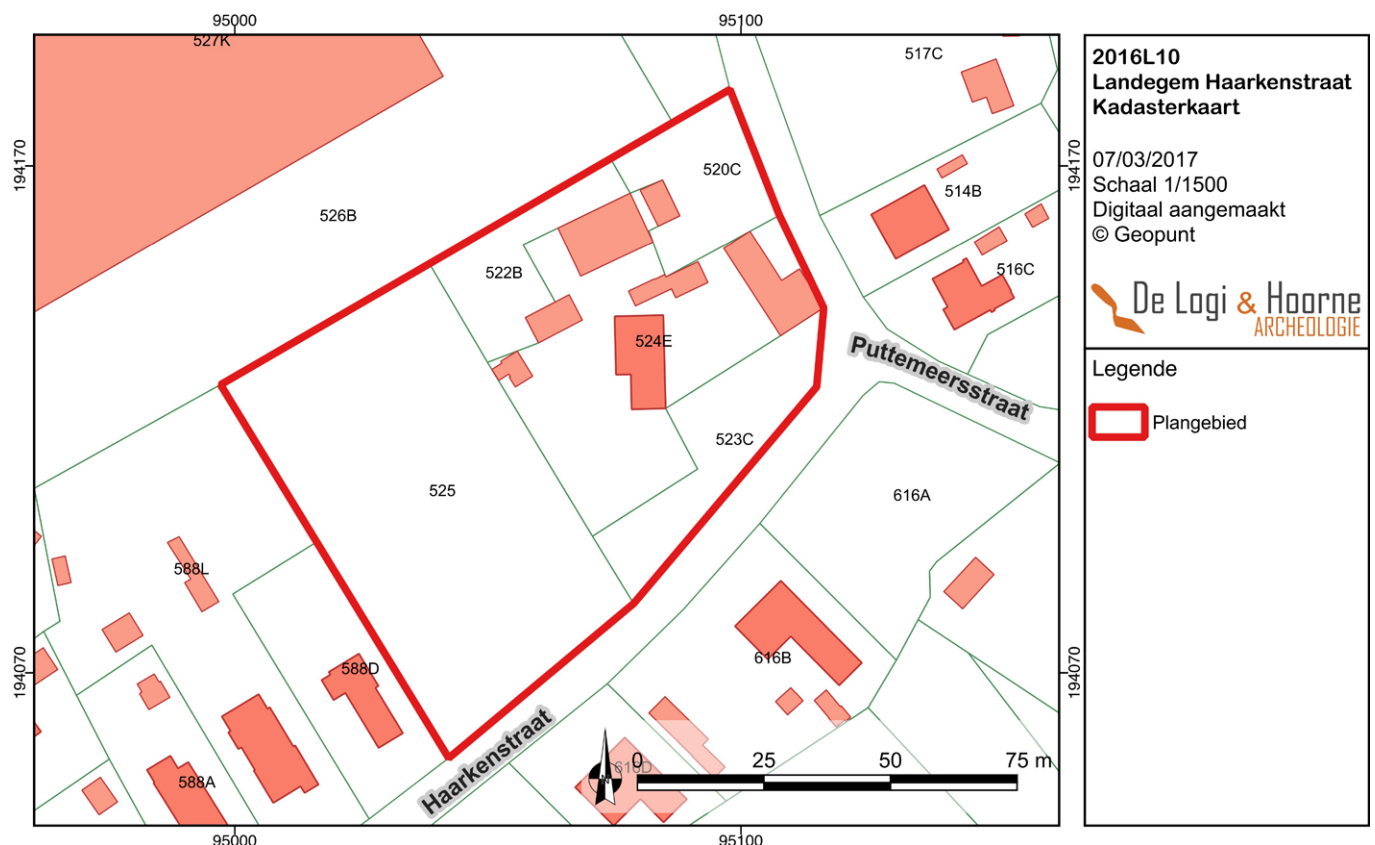 95000
95100
527K
517C
194170
194170
520C
514B
526B
522B
516C
524E
Puttemeersstraat
523C
525
616A
588L
616B
588D
194070
194070
Haarkenstraat
588A
616D
0
25
50
75 m
95000
95100
2016L10
Landegem Haarkenstraat
Kadasterkaart
07/03/2017
Schaal 1/1500
Digitaal aangemaakt
© Geopunt
De Logi & Hoorne
ARCHEOLOGIE
Legende
Plangebied